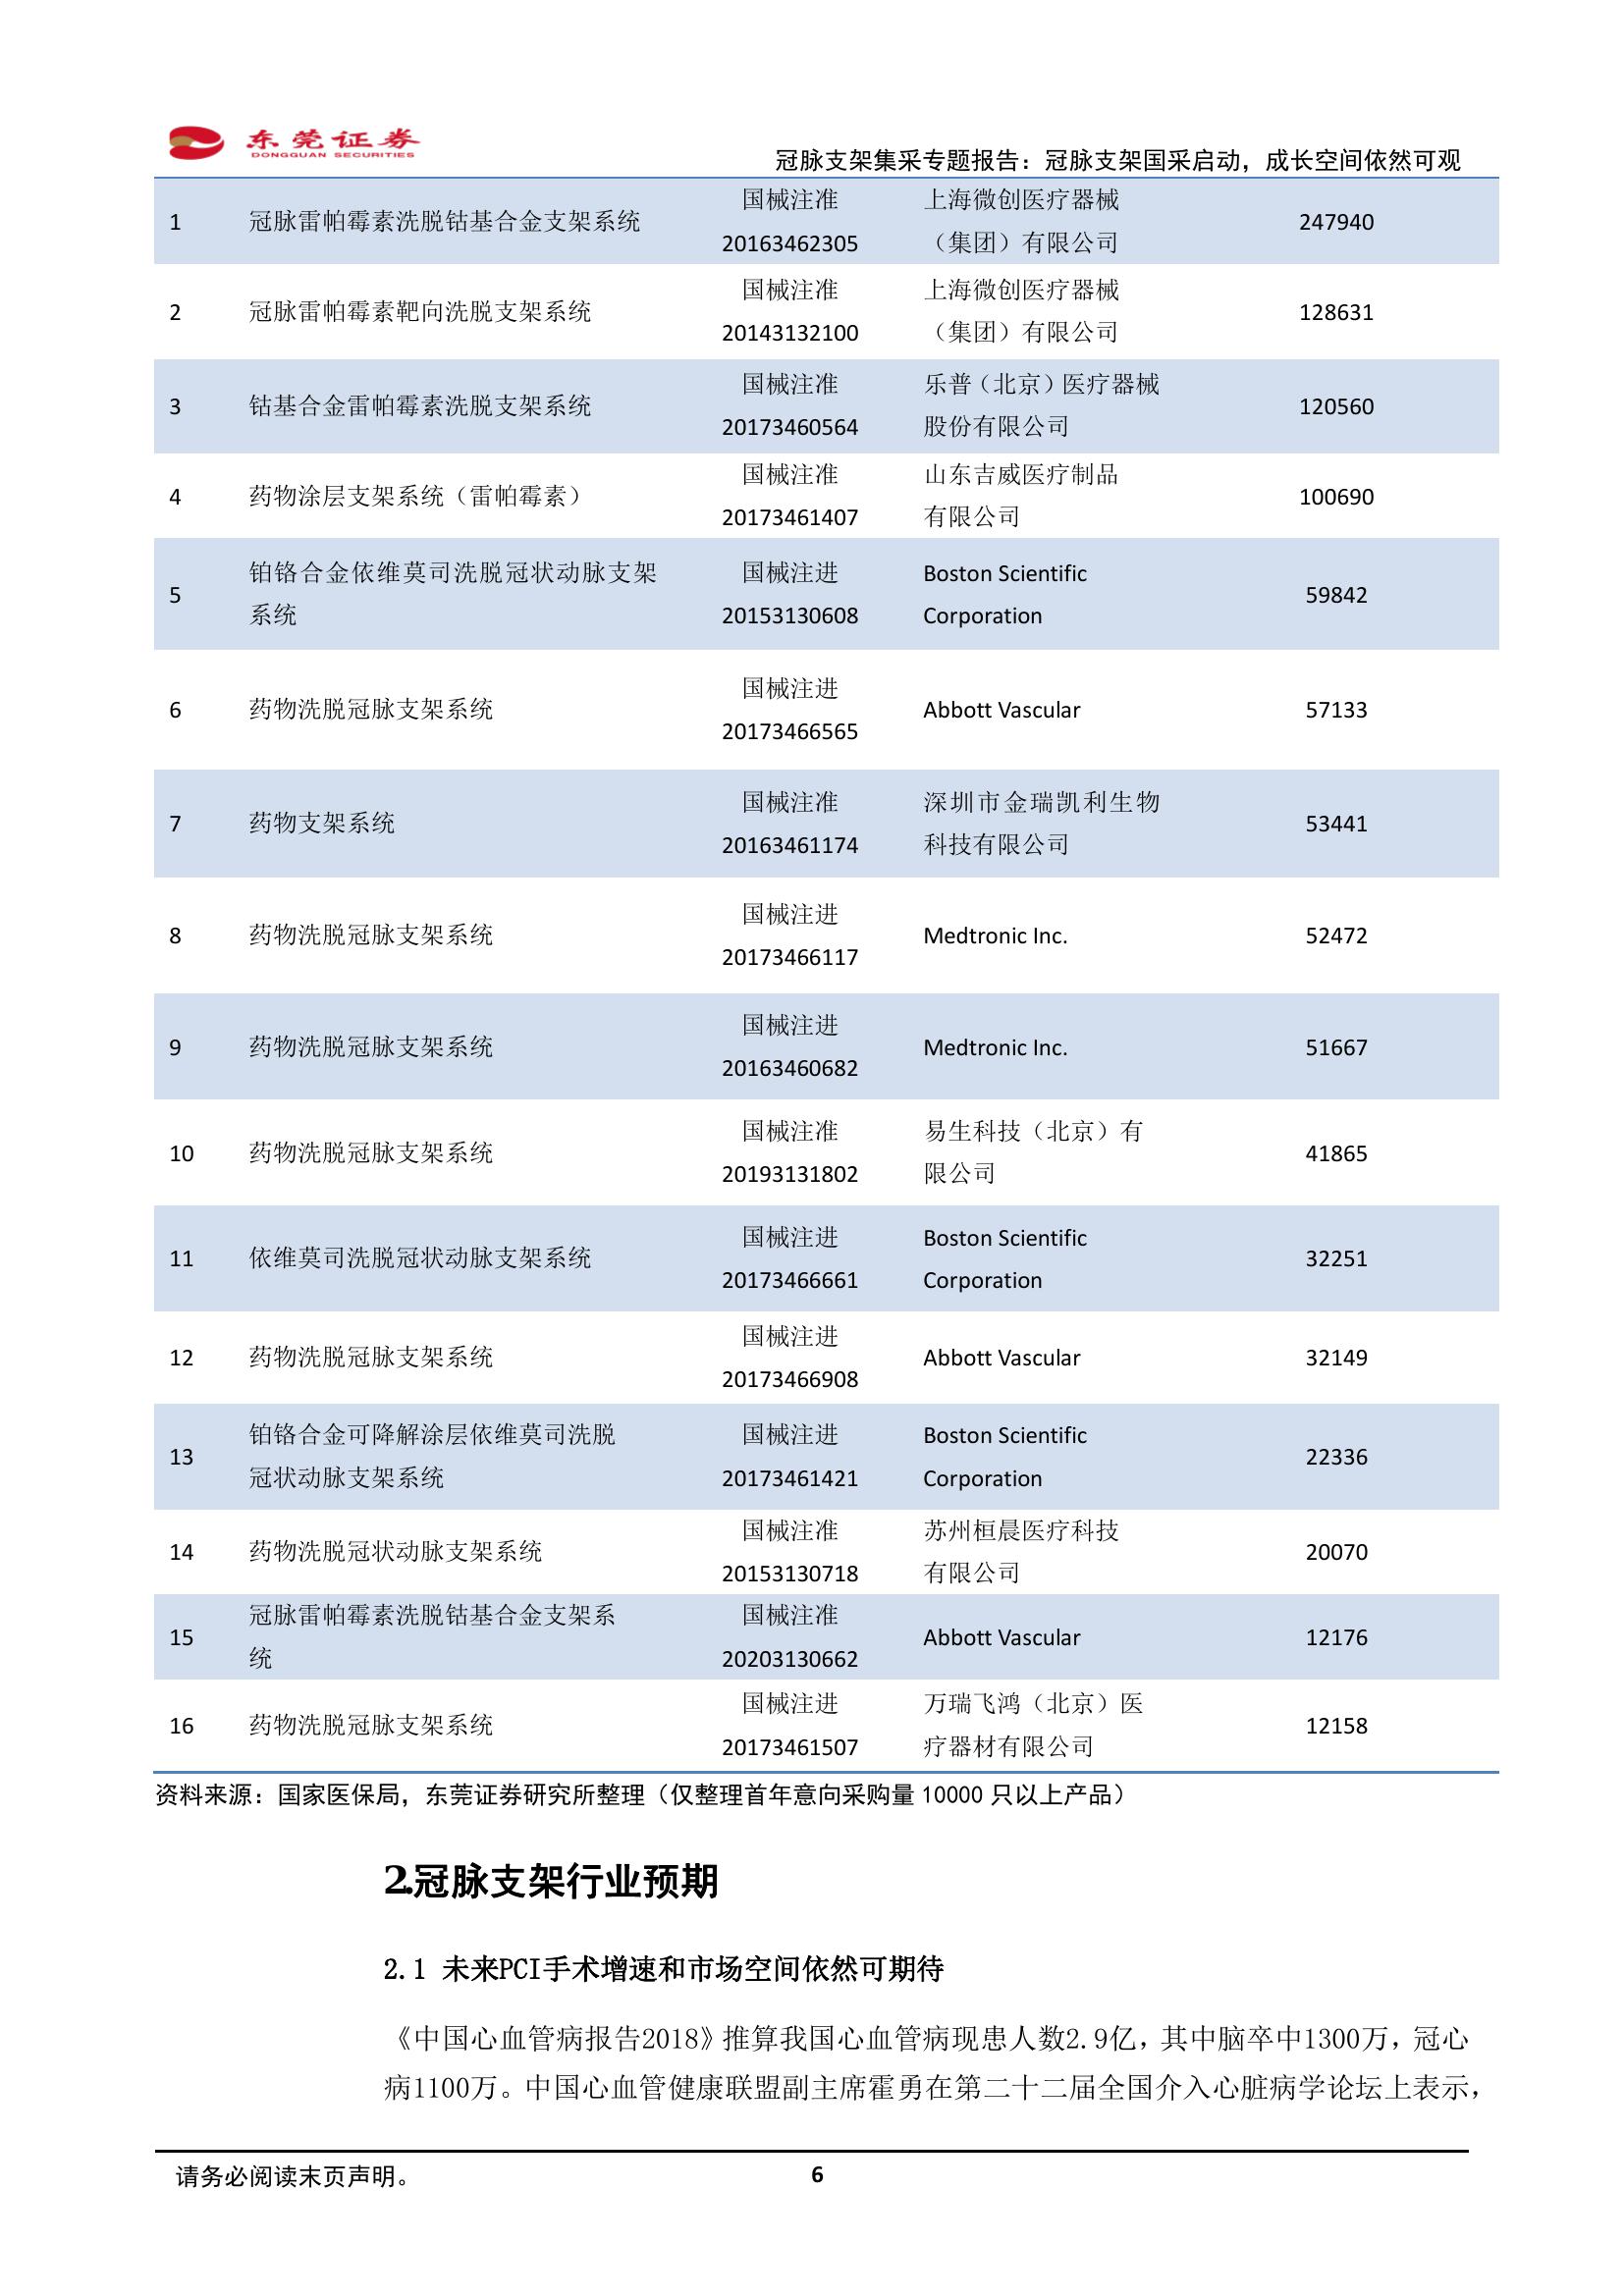 东莞证券
DONGGUAN SECURITIES
冠脉支架集采专题报告：冠脉支架国采启动，成长空间依然可观
1
冠脉雷帕霉素洗脱钴基合金支架系统
国械注准
20163462305
上海微创医疗器械
（集团）有限公司
247940
2
冠脉雷帕霉素靶向洗脱支架系统
国械注准
20143132100
上海微创医疗器械
（集团）有限公司
128631
3
钴基合金雷帕霉素洗脱支架系统
国械注准
20173460564
乐普（北京）医疗器械
股份有限公司
120560
4
药物涂层支架系统（雷帕霉素）
国械注准
20173461407
山东吉威医疗制品
有限公司
100690
5
铂铬合金依维莫司洗脱冠状动脉支架
系统
国械注进
20153130608
Boston Scientific
Corporation
59842
6
药物洗脱冠脉支架系统
国械注进
20173466565
Abbott Vascular
57133
7
药物支架系统
国械注准
20163461174
深圳市金瑞凯利生物
科技有限公司
53441
8
药物洗脱冠脉支架系统
国械注进
20173466117
Medtronic Inc.
52472
9
药物洗脱冠脉支架系统
国械注进
20163460682
Medtronic Inc.
51667
10
药物洗脱冠脉支架系统
国械注准
20193131802
易生科技（北京）有
限公司
41865
11
依维莫司洗脱冠状动脉支架系统
国械注进
20173466661
Boston Scientific
Corporation
32251
12
药物洗脱冠脉支架系统
国械注进
20173466908
Abbott Vascular
32149
13
铂铬合金可降解涂层依维莫司洗脱
冠状动脉支架系统
国械注进
20173461421
Boston Scientific
Corporation
22336
14
药物洗脱冠状动脉支架系统
国械注准
20153130718
苏州桓晨医疗科技
有限公司
20070
15
冠脉雷帕霉素洗脱钴基合金支架系
统
国械注准
20203130662
Abbott Vascular
12176
16
药物洗脱冠脉支架系统
国械注进
20173461507
万瑞飞鸿（北京）医
疗器材有限公司
12158
资料来源：国家医保局，东莞证券研究所整理（仅整理首年意向采购量 10000 只以上产品）
2.冠脉支架行业预期
2.1 未来PCI手术增速和市场空间依然可期待
《中国心血管病报告2018》推算我国心血管病现患人数2.9亿，其中脑卒中1300万，冠心
病1100万。中国心血管健康联盟副主席霍勇在第二十二届全国介入心脏病学论坛上表示，
请务必阅读末页声明。
6